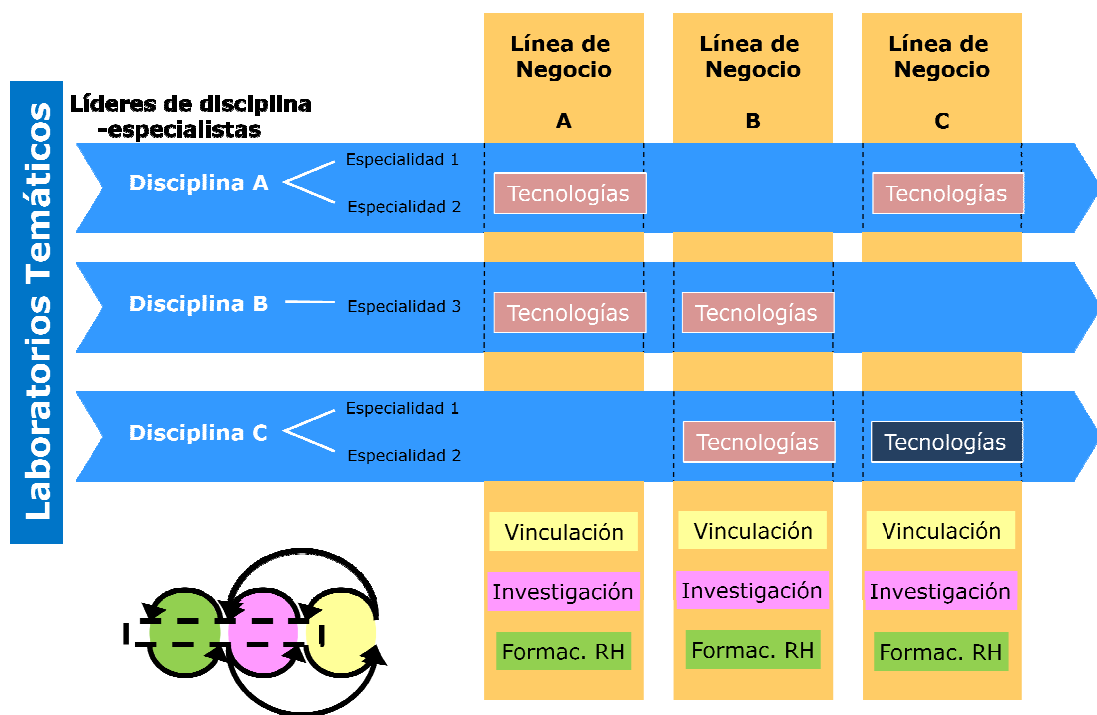 Línea de
Negocio
A
Línea de
Negocio
B
Línea de
Negocio
C
Laboratorios Temáticos
Líderes de disciplina
-especialistas
Disciplina A
Especialidad 1
Especialidad 2
Tecnologías
Tecnologías
Disciplina B
Especialidad 3
Tecnologías
Tecnologías
Disciplina C
Especialidad 1
Especialidad 2
Tecnologías
Tecnologías
Vinculación
Vinculación
Vinculación
Investigación
Investigación
Investigación
Formac. RH
Formac. RH
Formac. RH